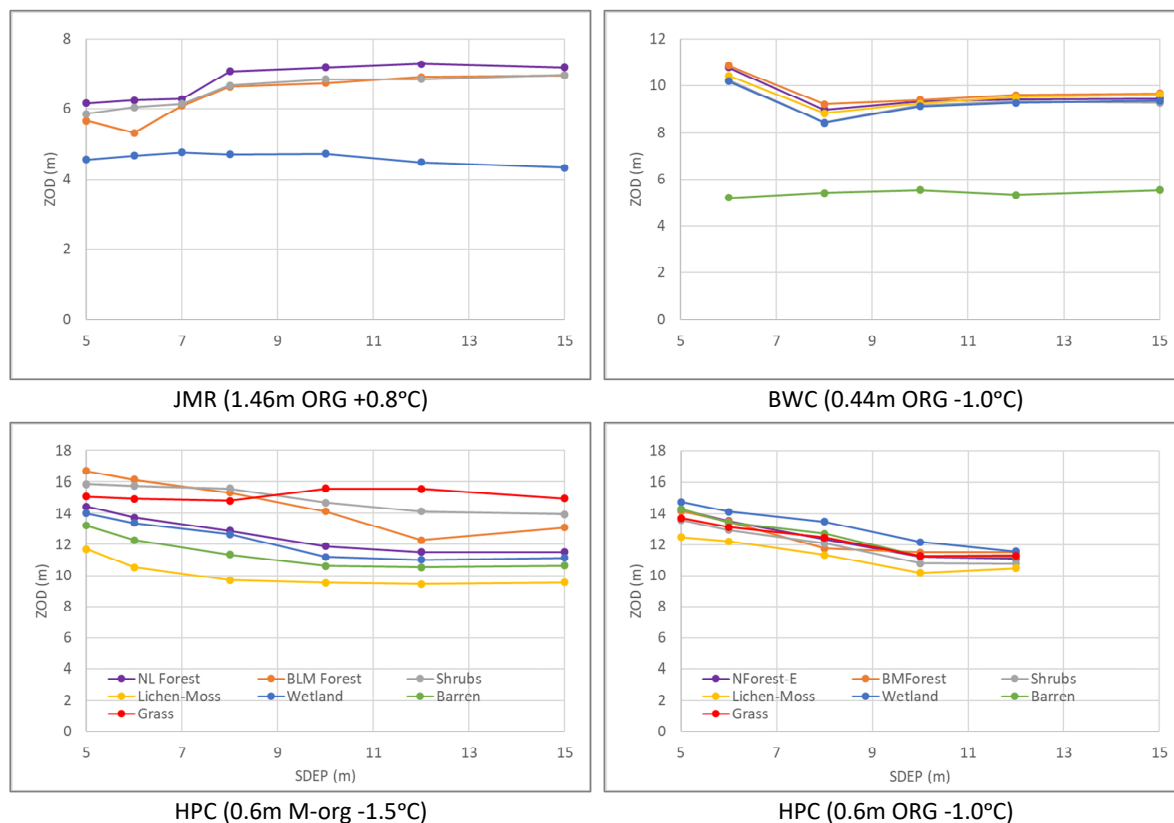 8
6
4
2
0
ZOD (m)
5 7 9 11 13 15
JMR (1.46m ORG +0.8°C)
12
10
8
6
4
2
0
ZOD (m)
5 7 9 11 13 15
BWC (0.44m ORG -1.0°C)
18
16
14
12
10
8
6
4
2
0
ZOD (m)
NL Forest BLM Forest Shrubs
Lichen-Moss Wetland Barren
Grass
5 7 9 11 13 15
SDEP (m)
HPC (0.6m M-org -1.5°C)
18
16
14
12
10
8
6
4
2
0
ZOD (m)
NForest-E BMForest Shrubs
Lichen-Moss Wetland Barren
Grass
5 7 9 11 13 15
SDEP (m)
HPC (0.6m ORG -1.0°C)